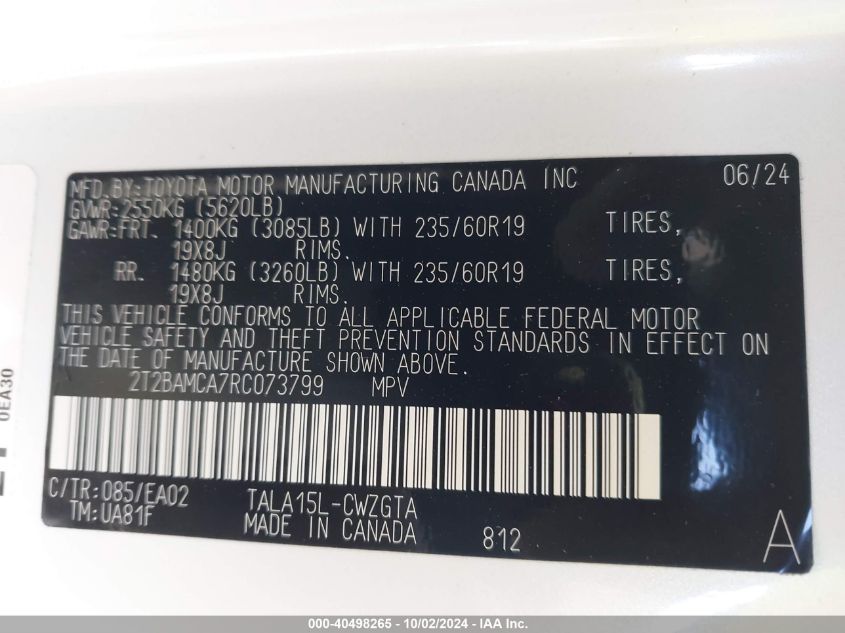 MFD. BY: TOYOTA MOTOR MANUFACTURING CANADA INC 06/24
GVWR: 2550KG (5620LB)
GAWR: FRT. 1400KG (3085LB) WITH 235/60R19 TIRES,
19X8J RIMS.
RR. 1480KG (3260LB) WITH 235/60R19 TIRES,
19X8J RIMS.
THIS VEHICLE CONFORMS TO ALL APPLICABLE FEDERAL MOTOR
VEHICLE SAFETY AND THEFT PREVENTION STANDARDS IN EFFECT ON
THE DATE OF MANUFACTURE SHOWN ABOVE.
2T2BAMCA7RC073799 MPV
C/TR: 085/EA02 TALA15L-CWZGTA
TM: UA81F MADE IN CANADA 812 A
0EA30
000-40498265 - 10/02/2024 - IAA Inc.